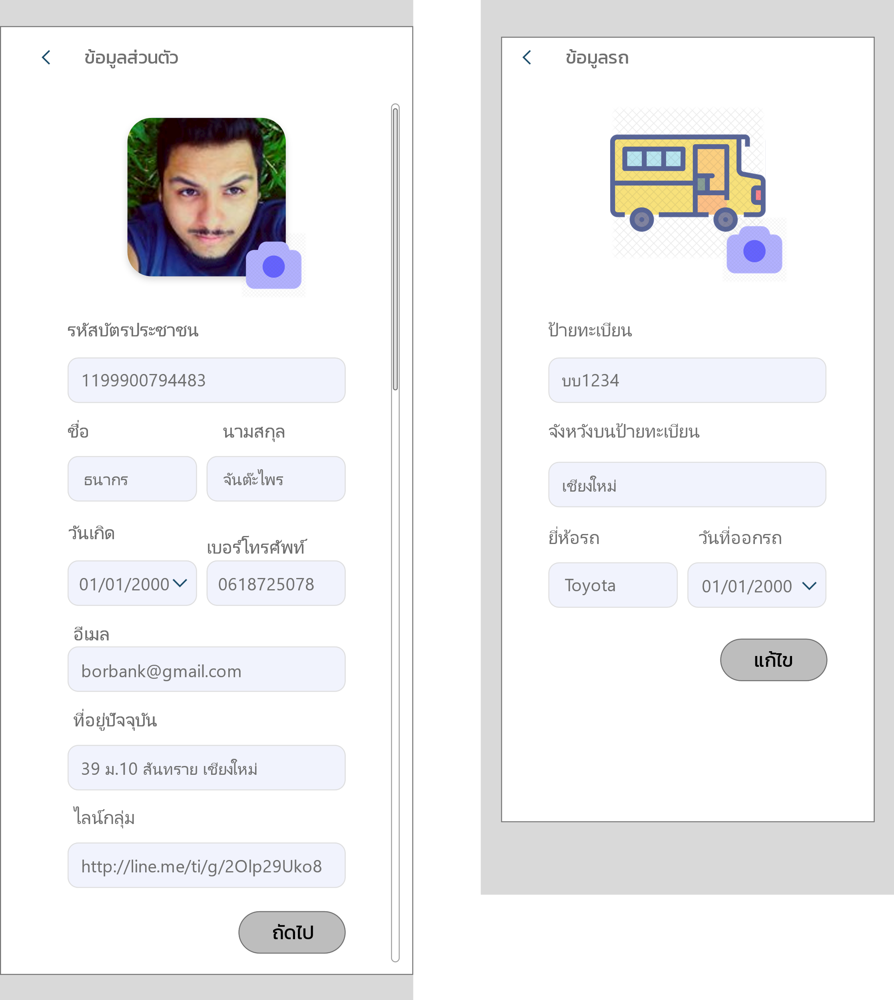 ข้อมูลส่วนตัว
รหัสบัตรประชาชน
1199900794483
ชื่อ นามสกุล
ธนากร จันต๊ะไพร
วันเกิด เบอร์โทรศัพท์
01/01/2000 0618725078
อีเมล
borbank@gmail.com
ที่อยู่ปัจจุบัน
39 ม.10 สันทราย เชียงใหม่
ไลน์กลุ่ม
http://line.me/ti/g/2Olp29Uko8
ถัดไป
ข้อมูลรถ
ป้ายทะเบียน
บบ1234
จังหวังบนป้ายทะเบียน
เชียงใหม่
ยี่ห้อรถ วันที่ออกรถ
Toyota 01/01/2000
แก้ไข